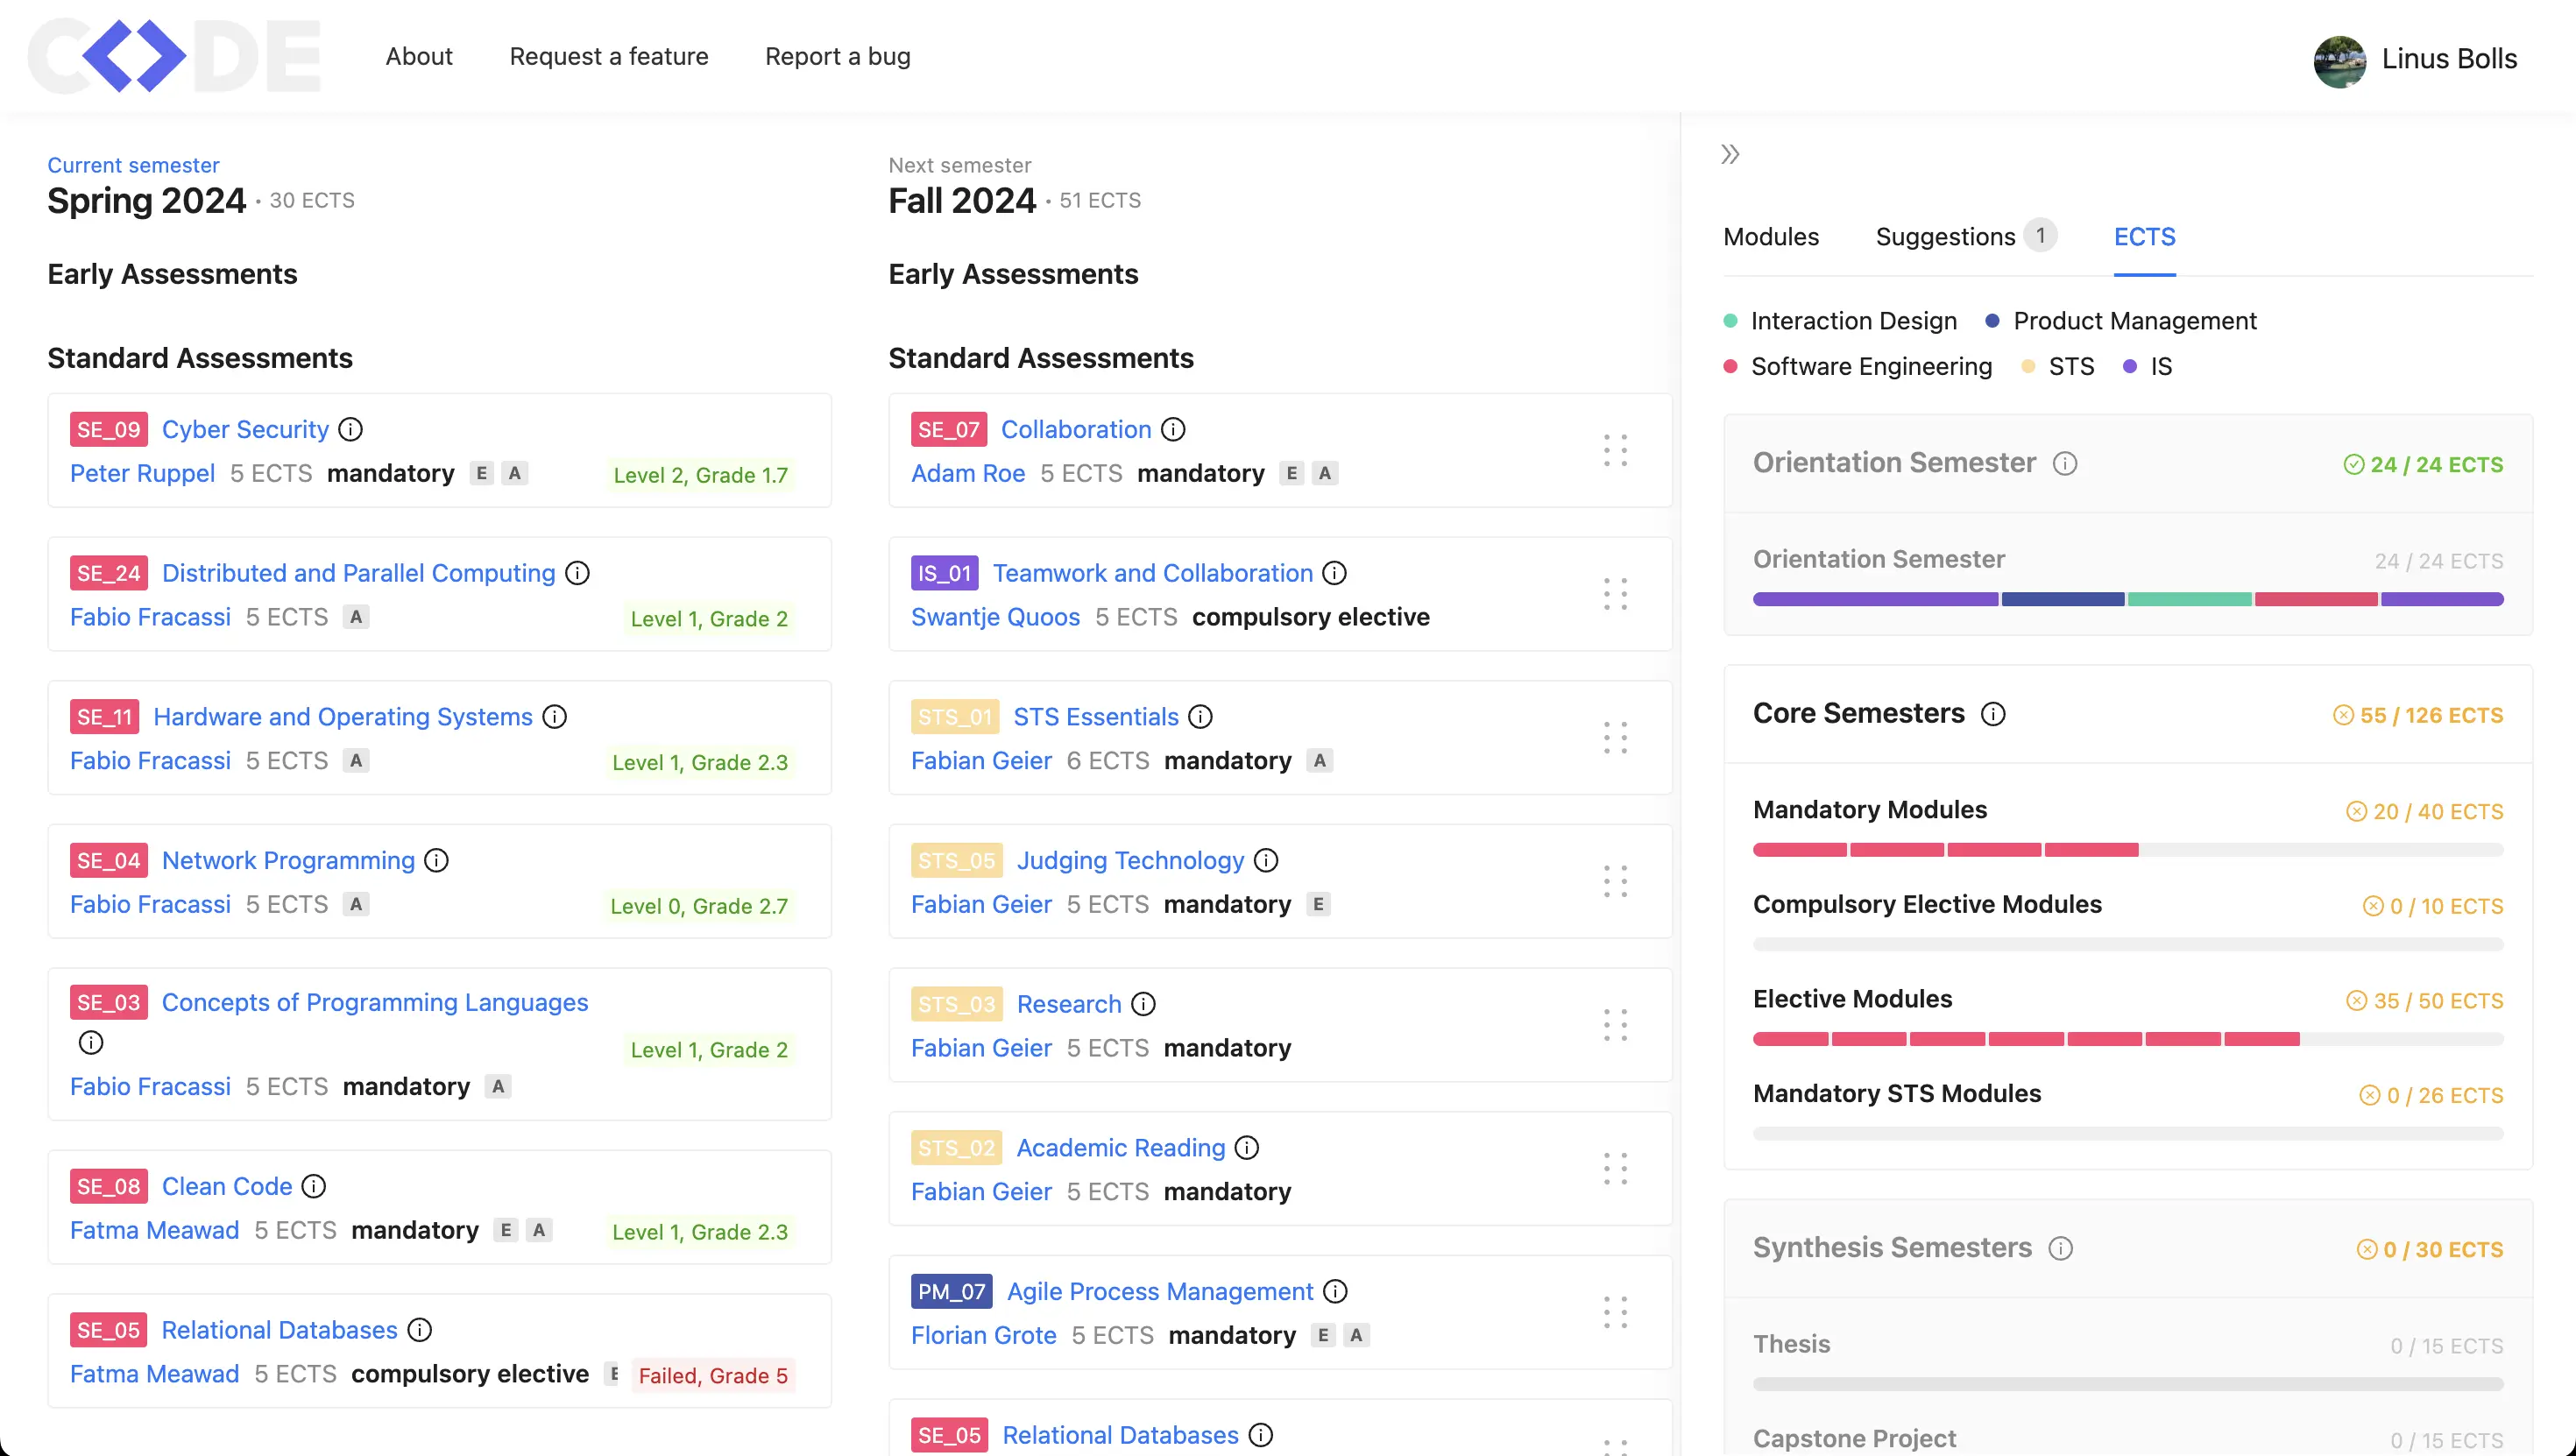 CODE
About
Request a feature
Report a bug
Linus Bolls
Current semester
Spring 2024 · 30 ECTS
Early Assessments
Standard Assessments
SE_09 Cyber Security
Peter Ruppel 5 ECTS mandatory E A
Level 2, Grade 1.7
SE_24 Distributed and Parallel Computing
Fabio Fracassi 5 ECTS A
Level 1, Grade 2
SE_11 Hardware and Operating Systems
Fabio Fracassi 5 ECTS A
Level 1, Grade 2.3
SE_04 Network Programming
Fabio Fracassi 5 ECTS A
Level 0, Grade 2.7
SE_03 Concepts of Programming Languages
Level 1, Grade 2
Fabio Fracassi 5 ECTS mandatory A
SE_08 Clean Code
Fatma Meawad 5 ECTS mandatory E A
Level 1, Grade 2.3
SE_05 Relational Databases
Fatma Meawad 5 ECTS compulsory elective E
Failed, Grade 5
Next semester
Fall 2024 · 51 ECTS
Early Assessments
Standard Assessments
SE_07 Collaboration
Adam Roe 5 ECTS mandatory E A
IS_01 Teamwork and Collaboration
Swantje Quoos 5 ECTS compulsory elective
STS_01 STS Essentials
Fabian Geier 6 ECTS mandatory A
STS_05 Judging Technology
Fabian Geier 5 ECTS mandatory E
STS_03 Research
Fabian Geier 5 ECTS mandatory
STS_02 Academic Reading
Fabian Geier 5 ECTS mandatory
PM_07 Agile Process Management
Florian Grote 5 ECTS mandatory E A
SE_05 Relational Databases
Modules
Suggestions 1
ECTS
Interaction Design
Product Management
Software Engineering
STS
IS
Orientation Semester
24 / 24 ECTS
Orientation Semester
24 / 24 ECTS
Core Semesters
55 / 126 ECTS
Mandatory Modules
20 / 40 ECTS
Compulsory Elective Modules
0 / 10 ECTS
Elective Modules
35 / 50 ECTS
Mandatory STS Modules
0 / 26 ECTS
Synthesis Semesters
0 / 30 ECTS
Thesis
0 / 15 ECTS
Capstone Project
0 / 15 ECTS